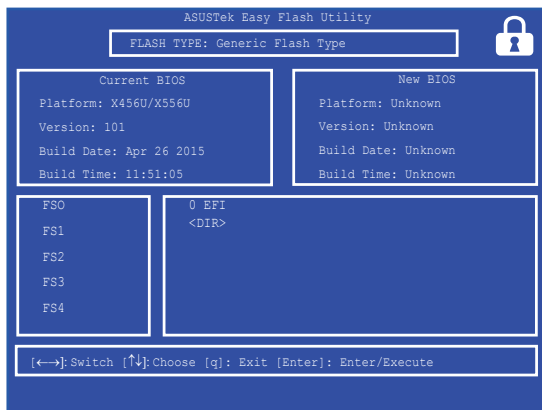 ASUSTek Easy Flash Utility
FLASH TYPE: Generic Flash Type
Current BIOS
Platform: X456U/X556U
Version: 101
Build Date: Apr 26 2015
Build Time: 11:51:05
New BIOS
Platform: Unknown
Version: Unknown
Build Date: Unknown
Build Time: Unknown
FSO
FS1
FS2
FS3
FS4
0 EFI
<DIR>
[←→]: Switch [↑↓]: Choose [q]: Exit [Enter]: Enter/Execute